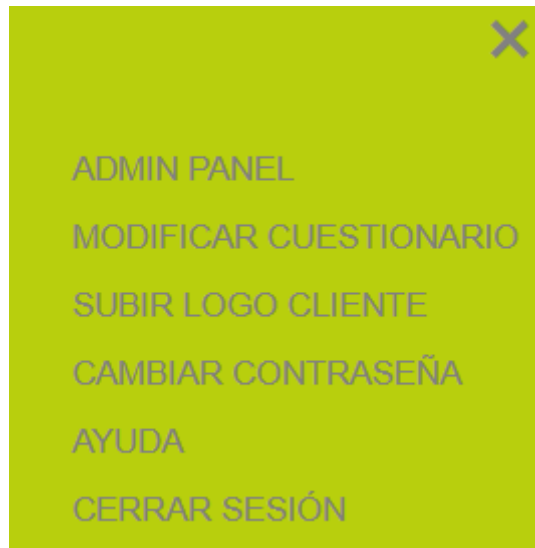 ADMIN PANEL
MODIFICAR CUESTIONARIO
SUBIR LOGO CLIENTE
CAMBIAR CONTRASEÑA
AYUDA
CERRAR SESIÓN